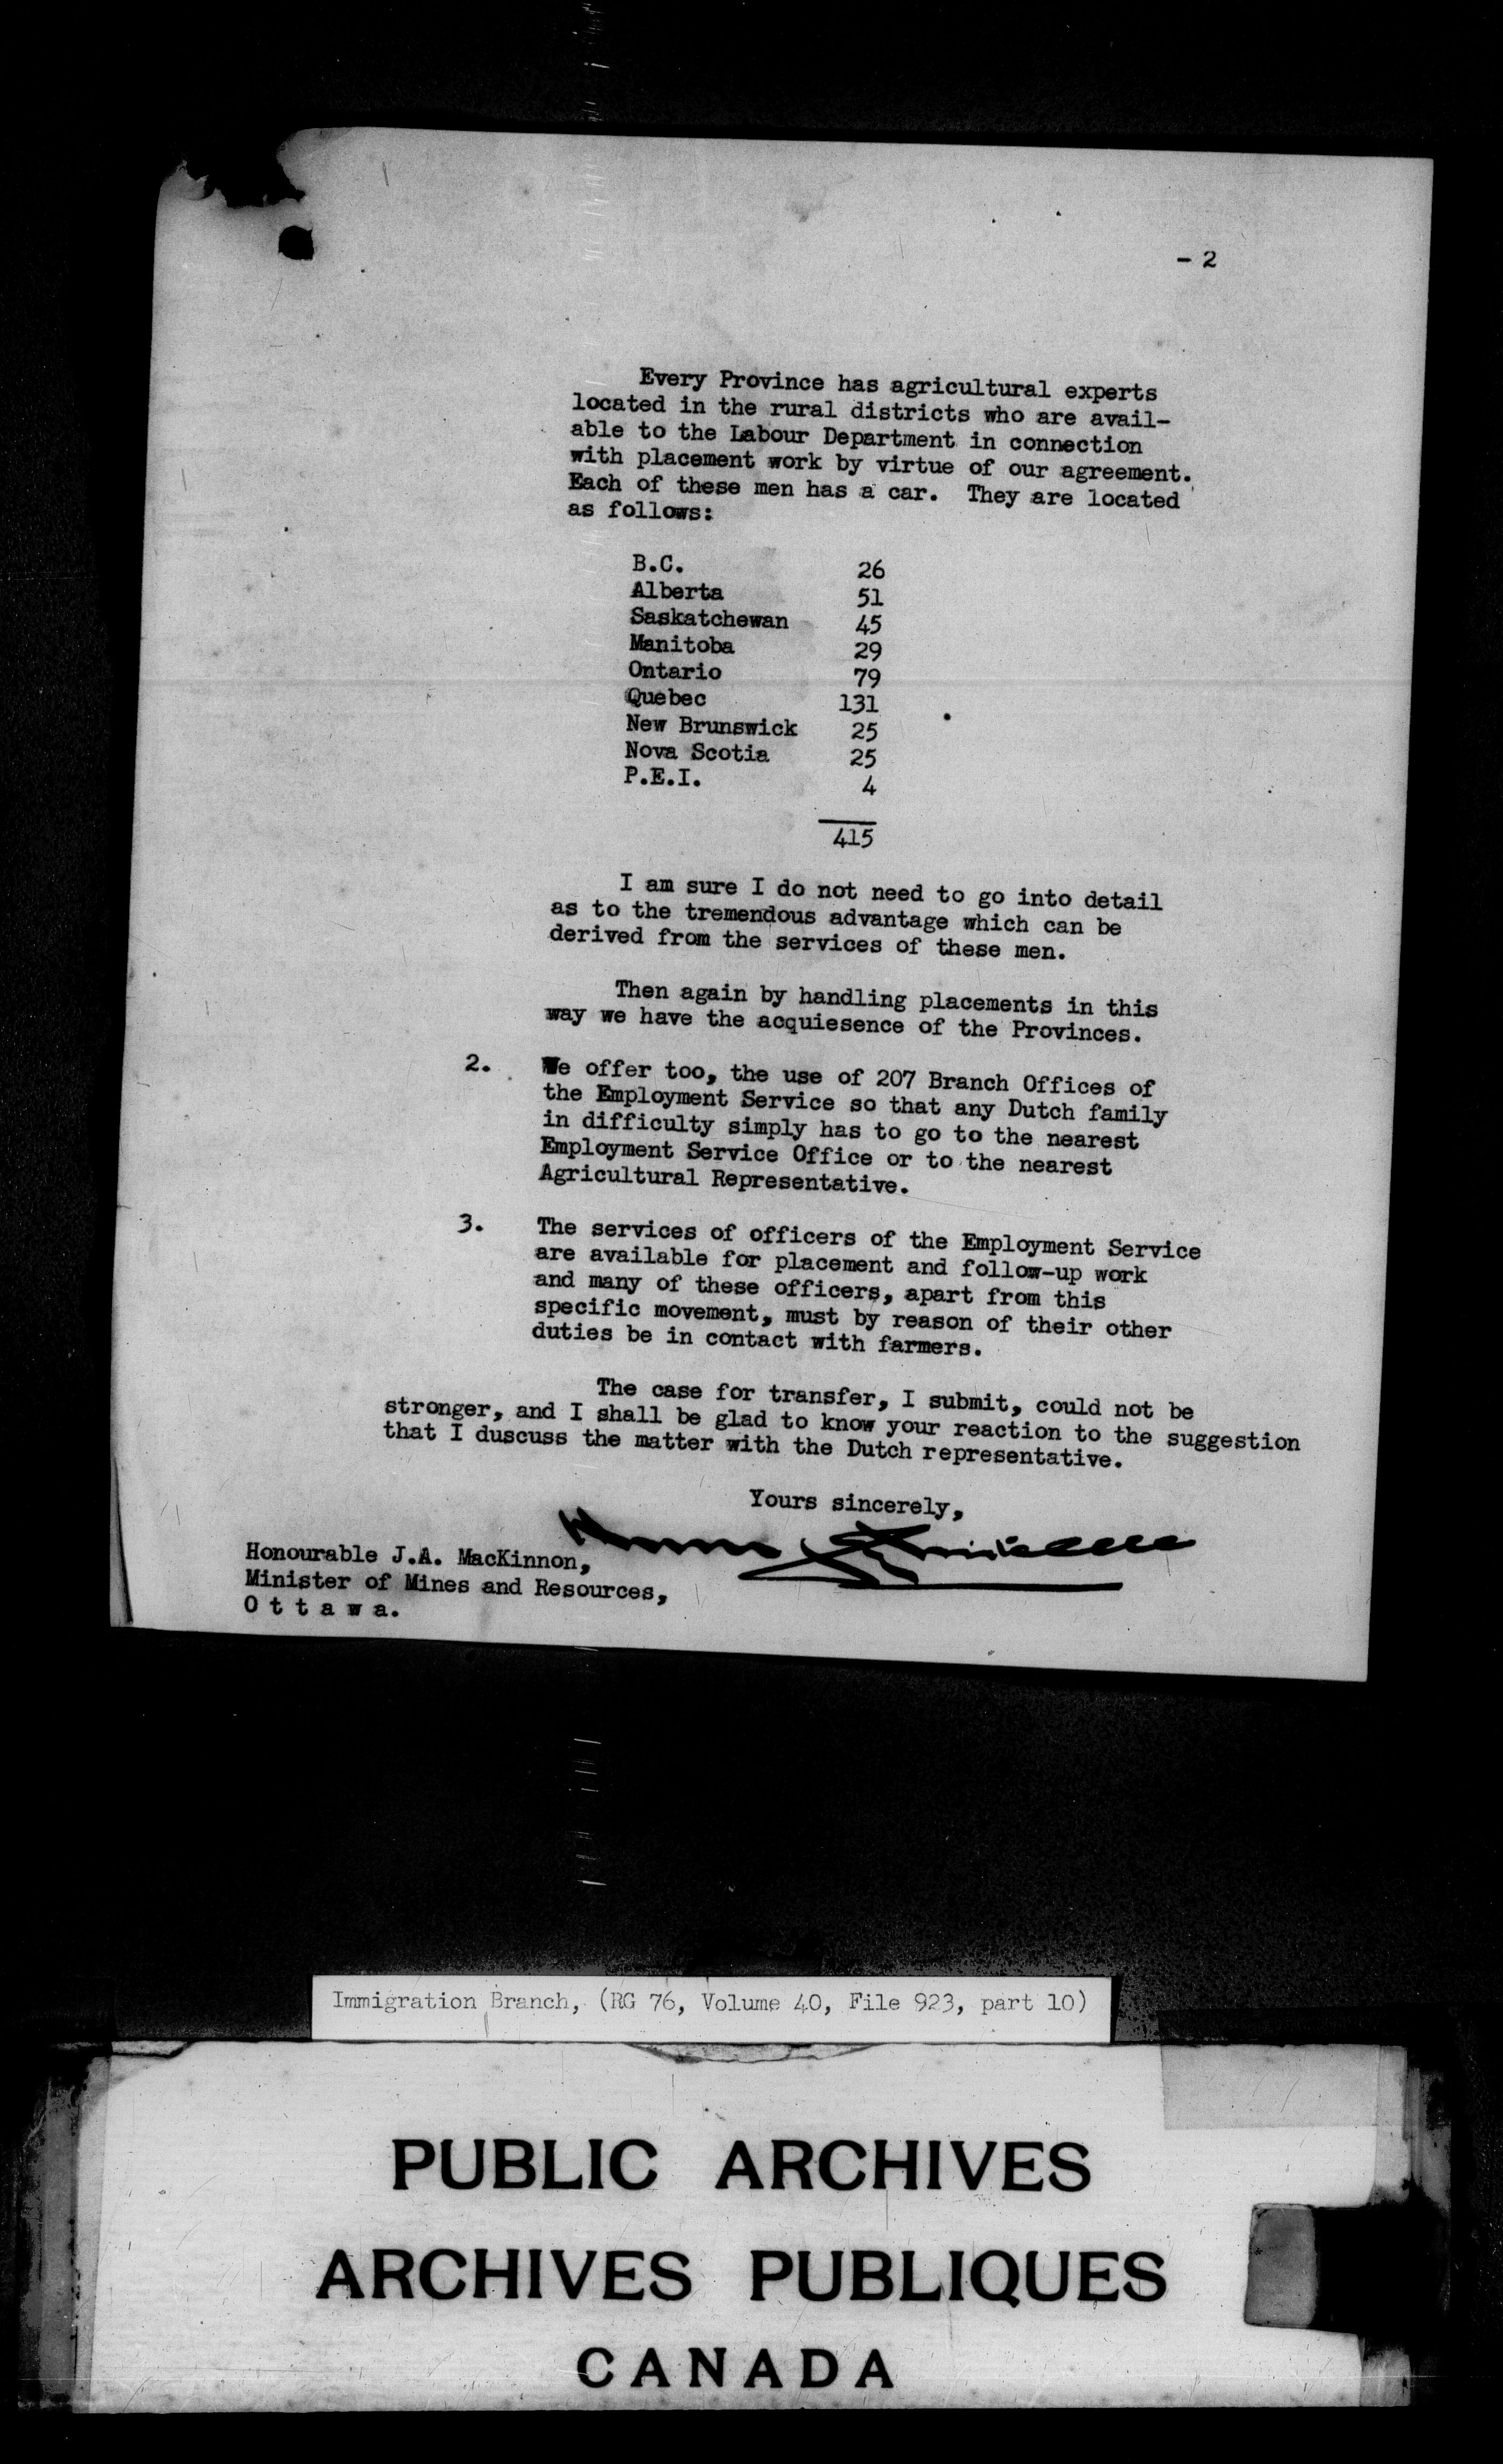 - 2
Every Province has agricultural experts
located in the rural districts who are avail-
able to the Labour Department in connection
with placement work by virtue of our agreement.
Each of these men has a car. They are located
as follows:
B.C. 26
Alberta 51
Saskatchewan 45
Manitoba 29
Ontario 79
Quebec 131
New Brunswick 25
Nova Scotia 25
P.E.I. 4
415
I am sure I do not need to go into detail
as to the tremendous advantage which can be
derived from the services of these men.
Then again by handling placements in this
way we have the acquiesence of the Provinces.
2. We offer too, the use of 207 Branch Offices of
the Employment Service so that any Dutch family
in difficulty simply has to go to the nearest
Employment Service Office or to the nearest
Agricultural Representative.
3. The services of officers of the Employment Service
are available for placement and follow-up work
and many of these officers, apart from this
specific movement, must by reason of their other
duties be in contact with farmers.
The case for transfer, I submit, could not be
stronger, and I shall be glad to know your reaction to the suggestion
that I duscuss the matter with the Dutch representative.
Yours sincerely,
Honourable J.A. MacKinnon,
Minister of Mines and Resources,
O t t a w a.
Immigration Branch, (RG 76, Volume 40, File 923, part 10)
PUBLIC ARCHIVES
ARCHIVES PUBLIQUES
CANADA